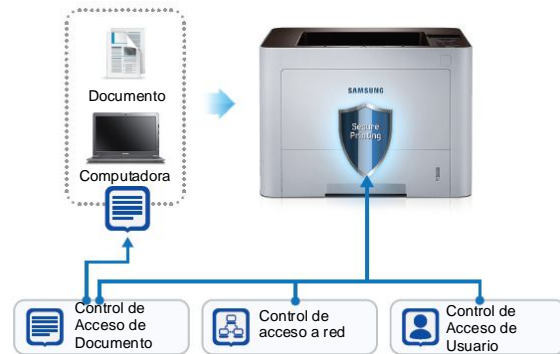 Documento
SAMSUNG
Secure
Printing
Computadora
Control de
Acceso de
Documento
Control de
acceso a red
Control de
Acceso de
Usuario